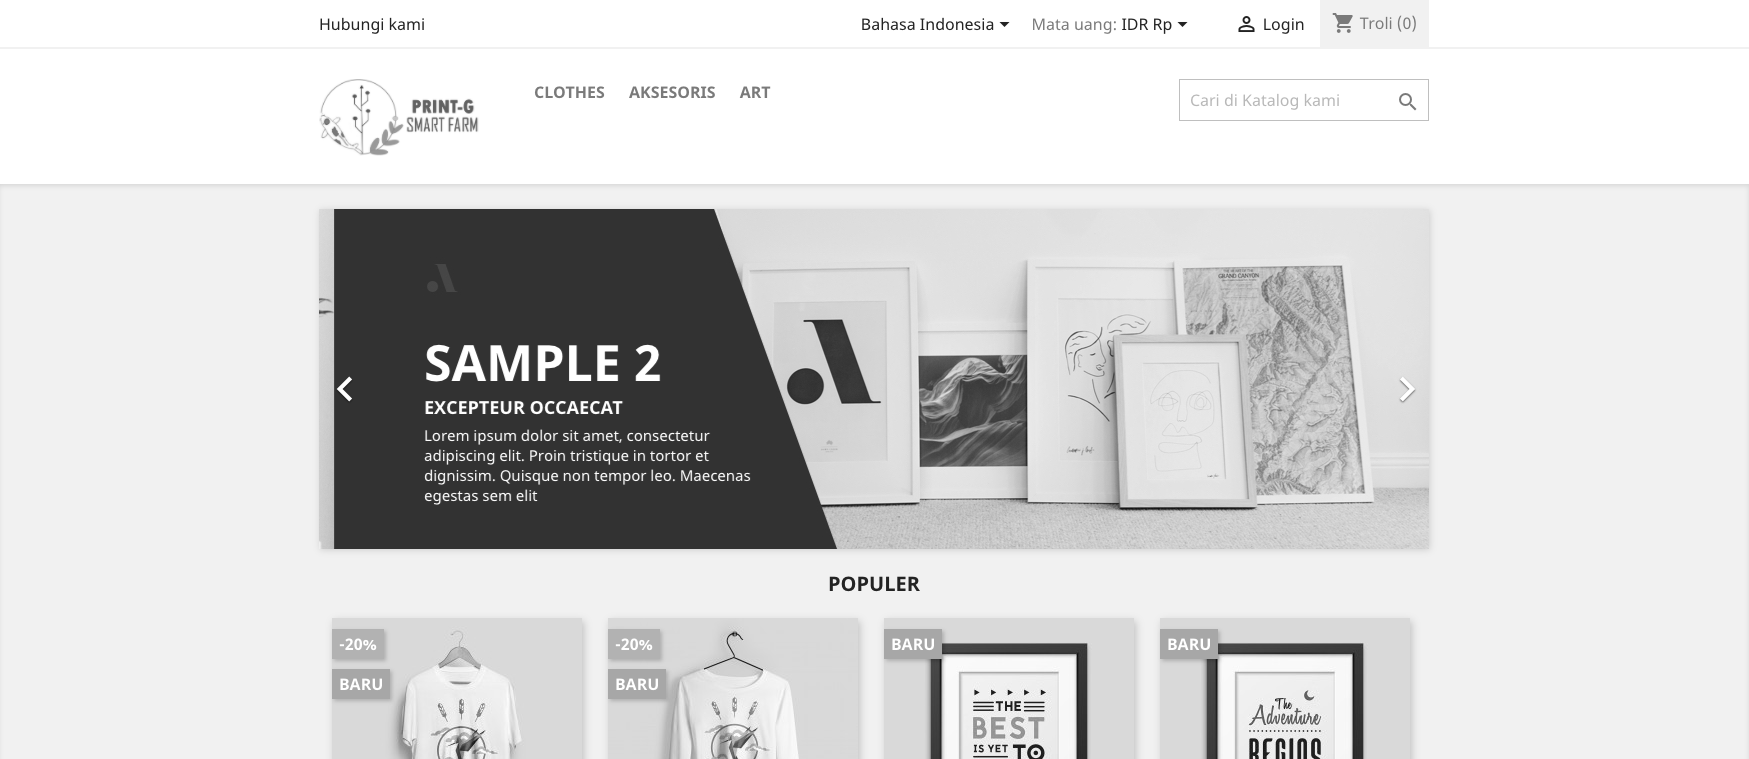 Hubungi kami
Bahasa Indonesia
Mata uang: IDR Rp
Login
Troli (0)
PRINT-G
SMART FARM
CLOTHES
AKSESORIS
ART
Cari di Katalog kami
GRAND CANYON
SAMPLE 2
EXCEPTEUR OCCAECAT
Lorem ipsum dolor sit amet, consectetur
adipiscing elit. Proin tristique in tortor et
dignissim. Quisque non tempor leo. Maecenas
egestas sem elit
POPULER
-20%
BARU
-20%
BARU
BARU
THE
BEST
IS YET TO
BARU
The
Adventure
BEGINS